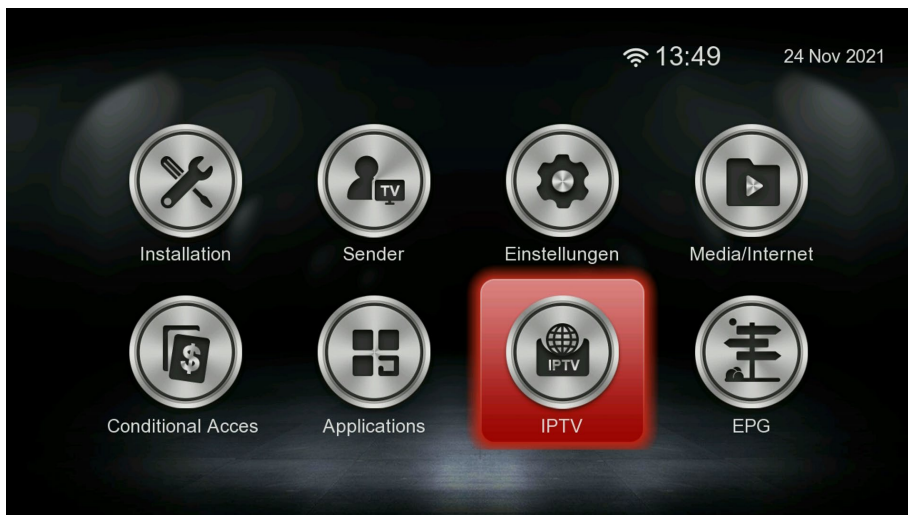 13:49 24 Nov 2021
TV
Installation Sender Einstellungen Media/Internet
$ IPTV
Conditional Acces Applications IPTV EPG